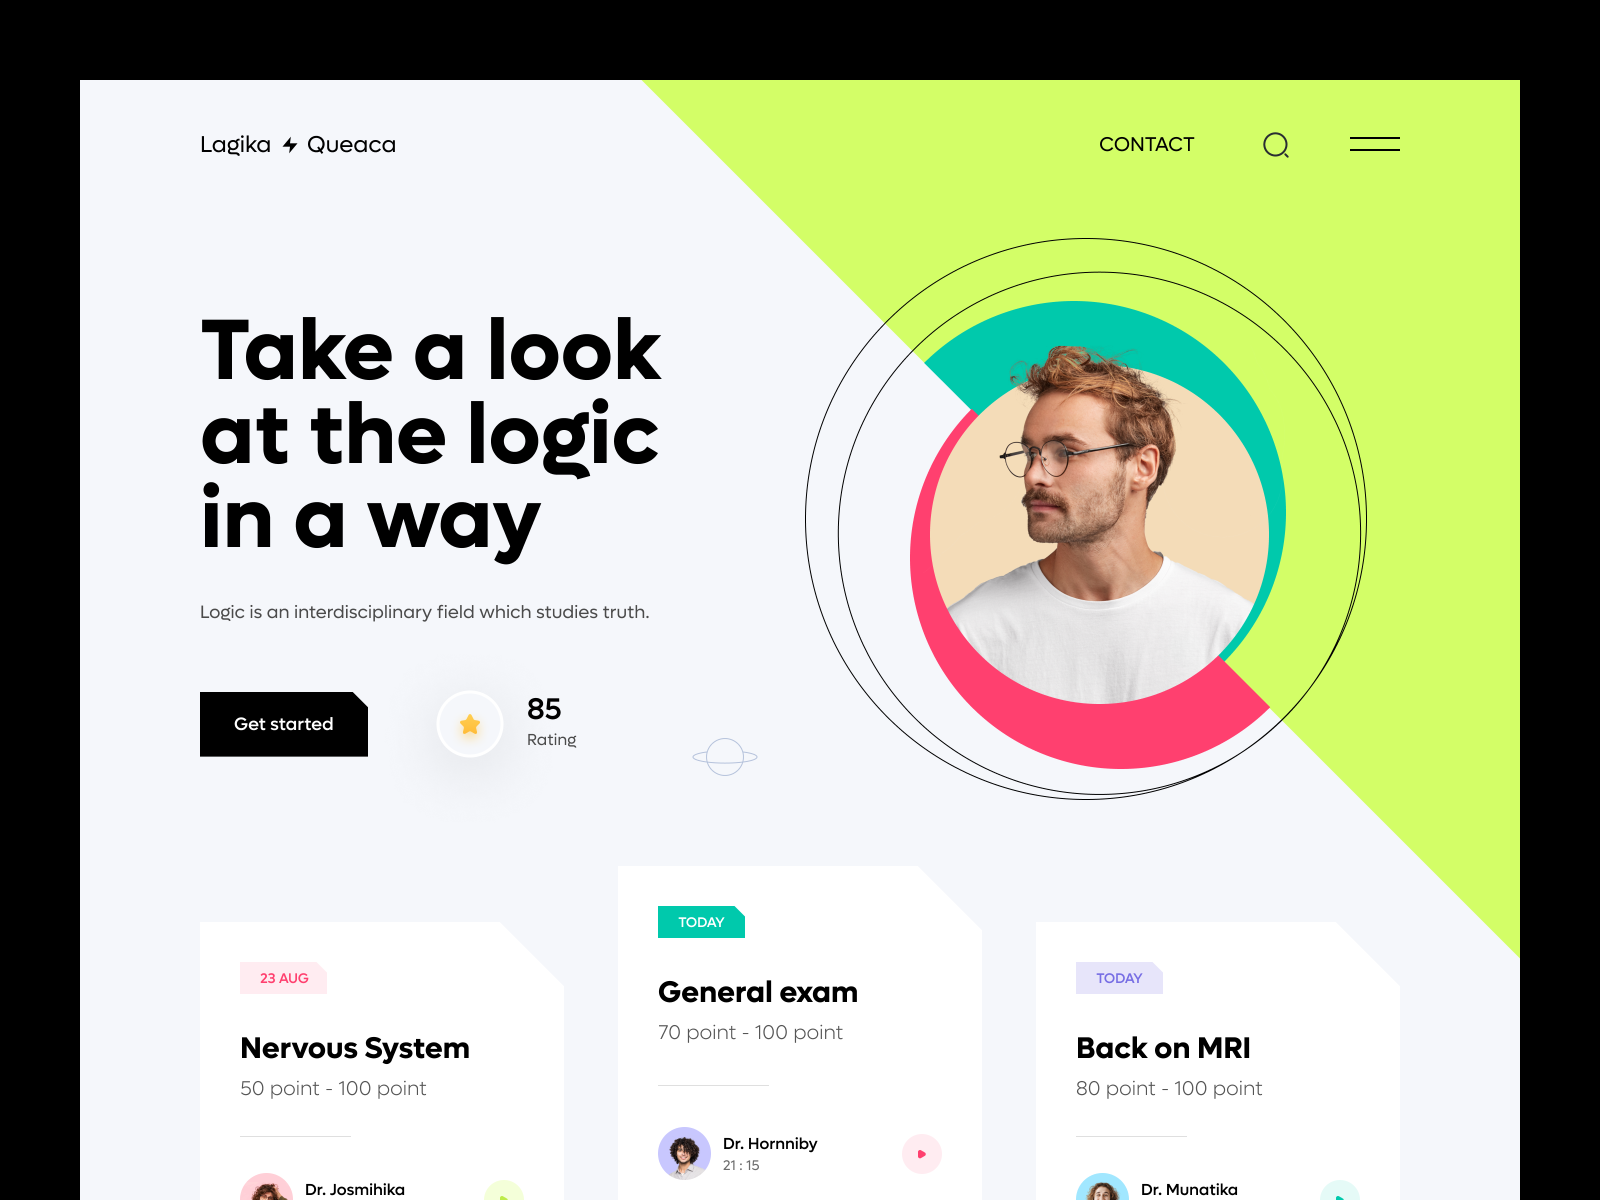 Lagika Queaca
CONTACT
Take a look
at the logic
in a way
Logic is an interdisciplinary field which studies truth.
Get started
85
Rating
23 AUG
Nervous System
50 point - 100 point
Dr. Josmihika
TODAY
General exam
70 point - 100 point
Dr. Hornniby
21 : 15
TODAY
Back on MRI
80 point - 100 point
Dr. Munatika